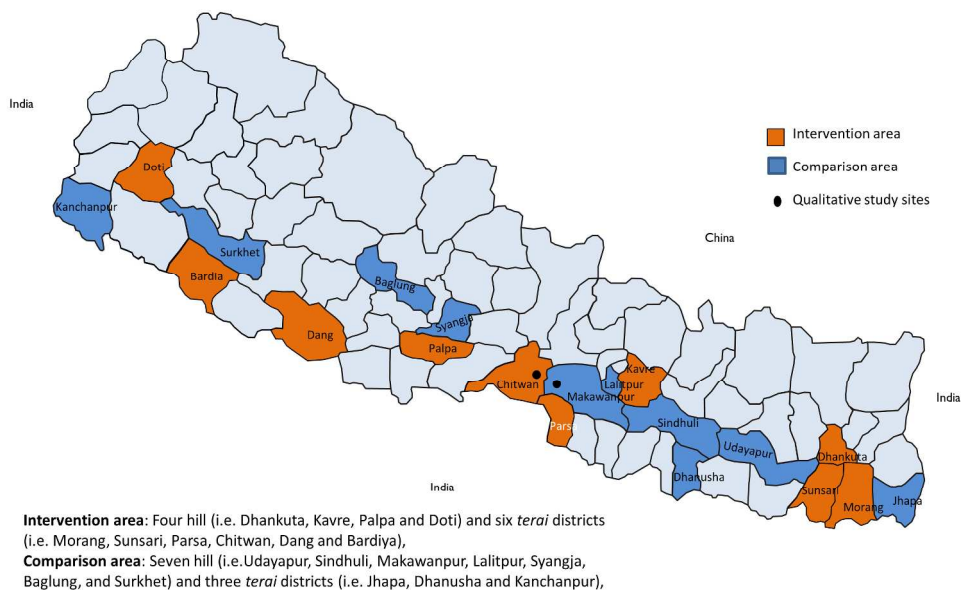 India
Intervention area
Comparison area
Qualitative study sites
China
Doti
Kanchanpur
Surkhet
Bardia
Baglung
Syangja
Dang
Palpa
Kavre
Chitwan
Lalitpur
Makawanpur
India
Parsa
Sindhuli
Udayapur
Dhankuta
Dhanusha
Sunsari
Morang
Jhapa
India
Intervention area: Four hill (i.e. Dhankuta, Kavre, Palpa and Doti) and six terai districts
(i.e. Morang, Sunsari, Parsa, Chitwan, Dang and Bardiya),
Comparison area: Seven hill (i.e.Udayapur, Sindhuli, Makawanpur, Lalitpur, Syangja,
Baglung, and Surkhet) and three terai districts (i.e. Jhapa, Dhanusha and Kanchanpur),